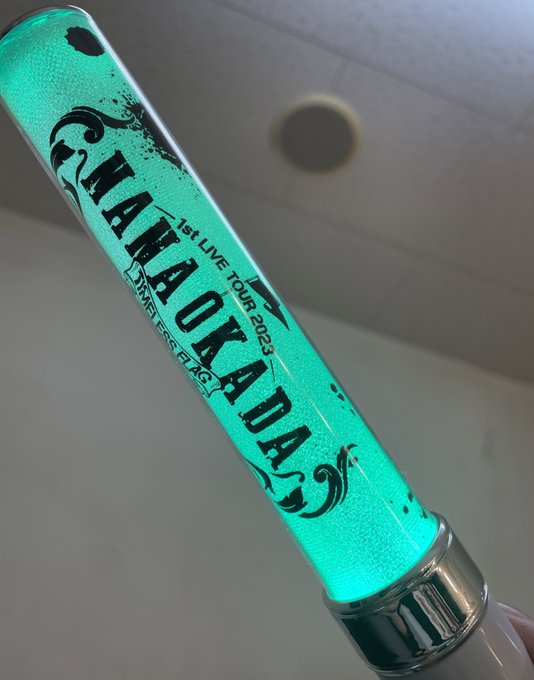 1st LIVE TOUR 2023
NANAOKADA
TIMELESS FLAG